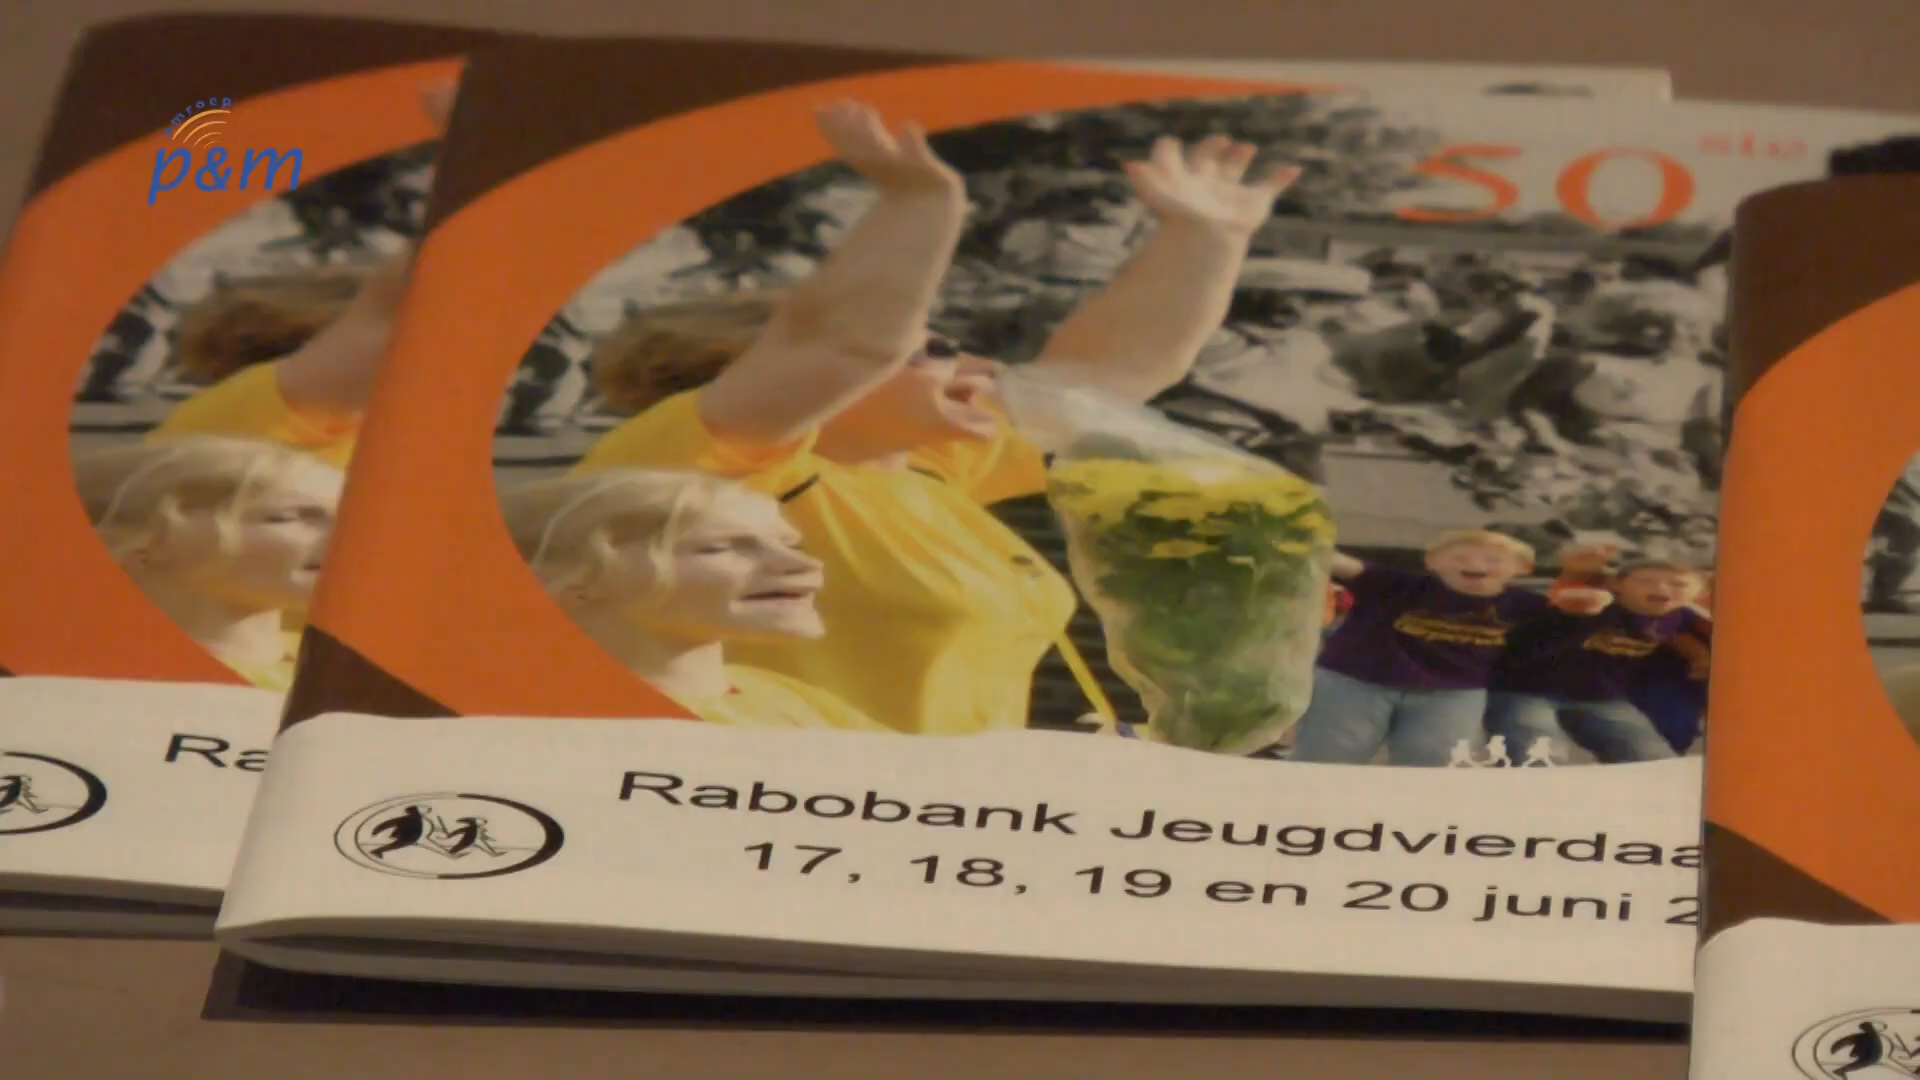 omroep
p&m
50ste
Ra
Rabobank Jeugdvierdaa
17, 18, 19 en 20 juni 2